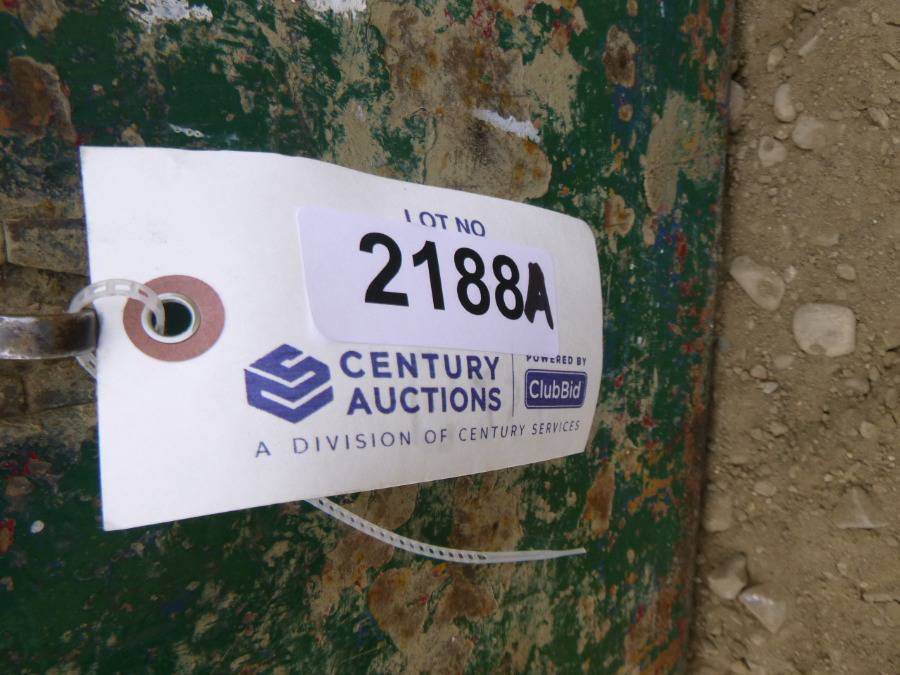 LOT NO
2188A
CENTURY
AUCTIONS
POWERED BY
ClubBid
A DIVISION OF CENTURY SERVICES